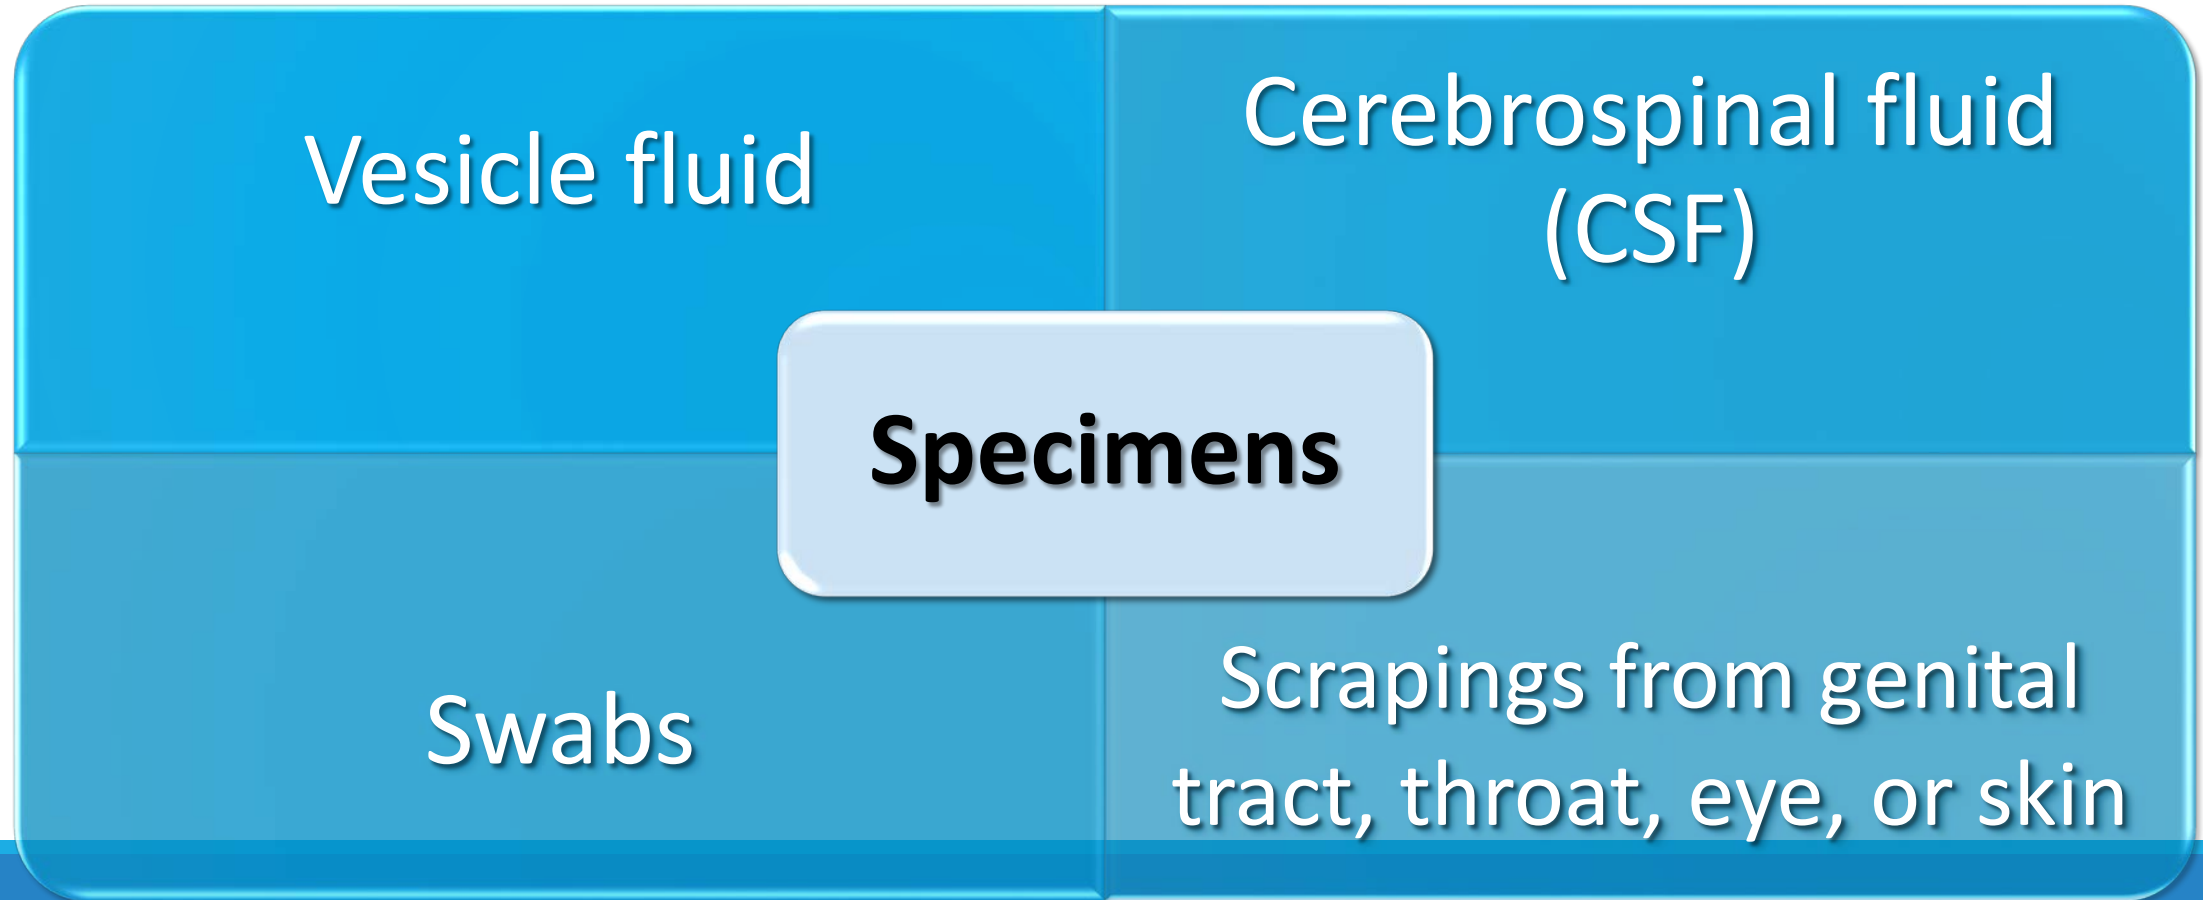 Vesicle fluid
Cerebrospinal fluid
(CSF)
Specimens
Swabs
Scrapings from genital
tract, throat, eye, or skin